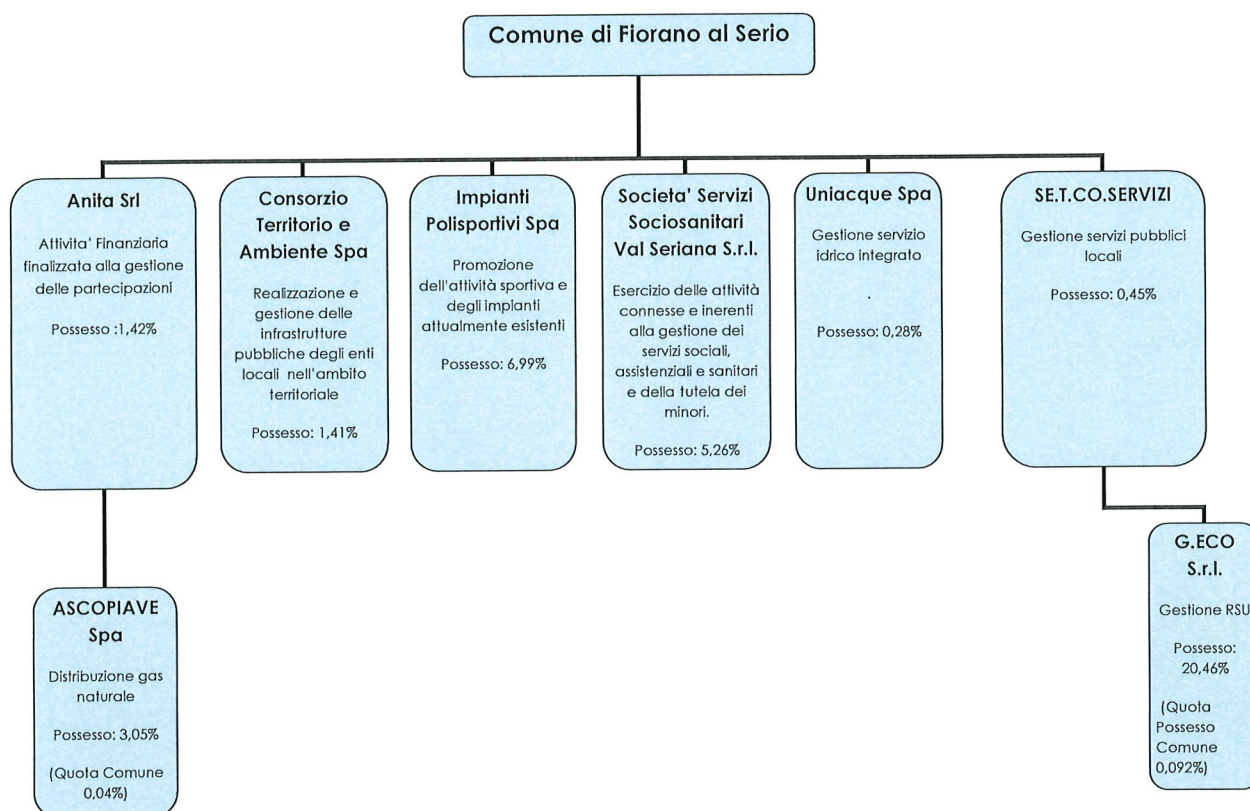 Comune di Fiorano al Serio
Anita Srl
Attivita' Finanziaria
finalizzata alla gestione
delle partecipazioni
Possesso :1,42%
Consorzio
Territorio e
Ambiente Spa
Realizzazione e
gestione delle
infrastrutture
pubbliche degli enti
locali nell'ambito
territoriale
Possesso: 1,41%
Impianti
Polisportivi Spa
Promozione
dell'attività sportiva e
degli impianti
attualmente esistenti
Possesso: 6,99%
Societa' Servizi
Sociosanitari
Val Seriana S.r.l.
Esercizio delle attività
connesse e inerenti
alla gestione dei
servizi sociali,
assistenziali e sanitari
e della tutela dei
minori.
Possesso: 5,26%
Uniacque Spa
Gestione servizio
idrico integrato
.
Possesso: 0,28%
SE.T.CO.SERVIZI
Gestione servizi pubblici
locali
Possesso: 0,45%
ASCOPIAVE
Spa
Distribuzione gas
naturale
Possesso: 3,05%
(Quota Comune
0,04%)
G.ECO
S.r.l.
Gestione RSU
Possesso:
20,46%
(Quota
Possesso
Comune
0,092%)